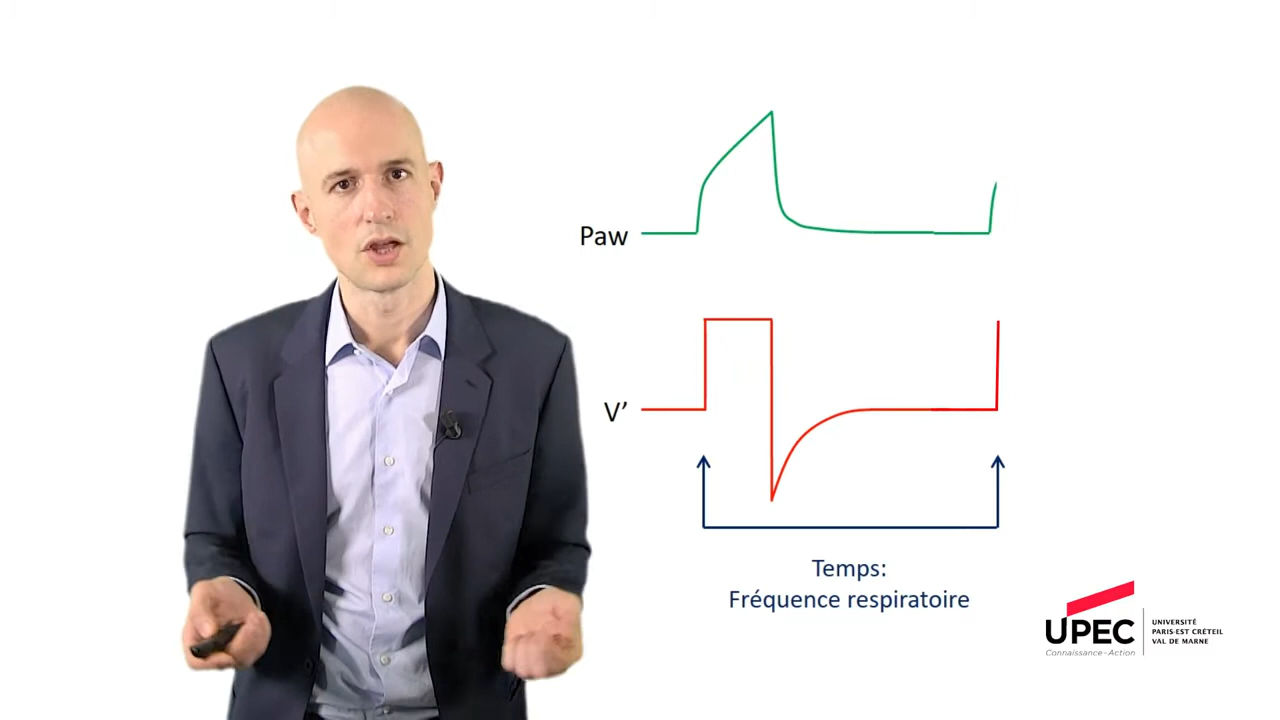 Paw
V’
Temps:
Fréquence respiratoire
UPEC
Connaissance - Action
UNIVERSITÉ
PARIS-EST CRÉTEIL
VAL DE MARNE